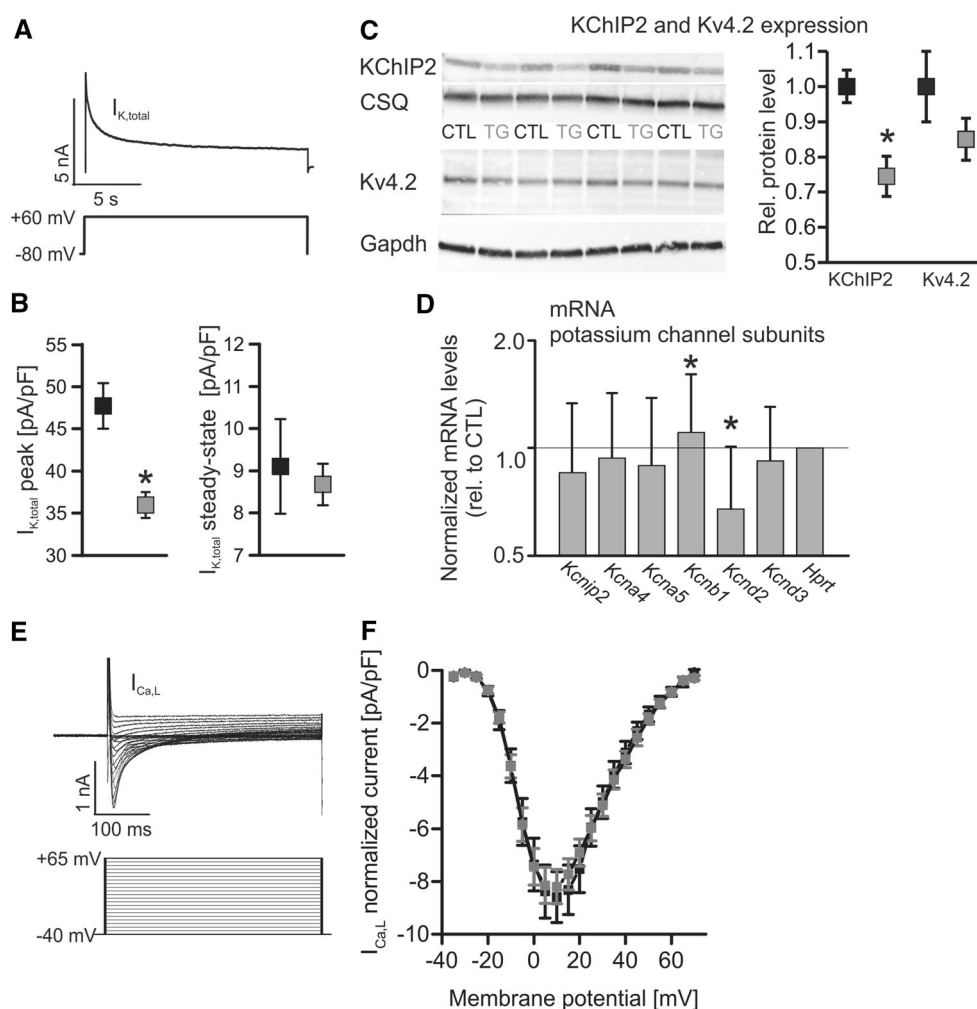 A
I_K,total
5 nA
5 s
+60 mV
-80 mV
B
I_K,total peak [pA/pF]
55
50
45
40
35
30
*
I_K,total steady-state [pA/pF]
12
11
10
9
8
7
C
KChIP2 and Kv4.2 expression
KChIP2
CSQ
CTL TG CTL TG CTL TG CTL TG
Kv4.2
Gapdh
Rel. protein level
1.1
1.0
0.9
0.8
0.7
0.6
0.5
*
KChIP2 Kv4.2
D
mRNA
potassium channel subunits
Normalized mRNA levels
(rel. to CTL)
2.0
1.0
0.5
*
*
Kcnip2
Kcna4
Kcna5
Kcnb1
Kcnd2
Kcnd3
Hprt
E
I_Ca,L
1 nA
100 ms
+65 mV
-40 mV
F
I_Ca,L normalized current [pA/pF]
0
-2
-4
-6
-8
-10
-40 -20 0 20 40 60
Membrane potential [mV]